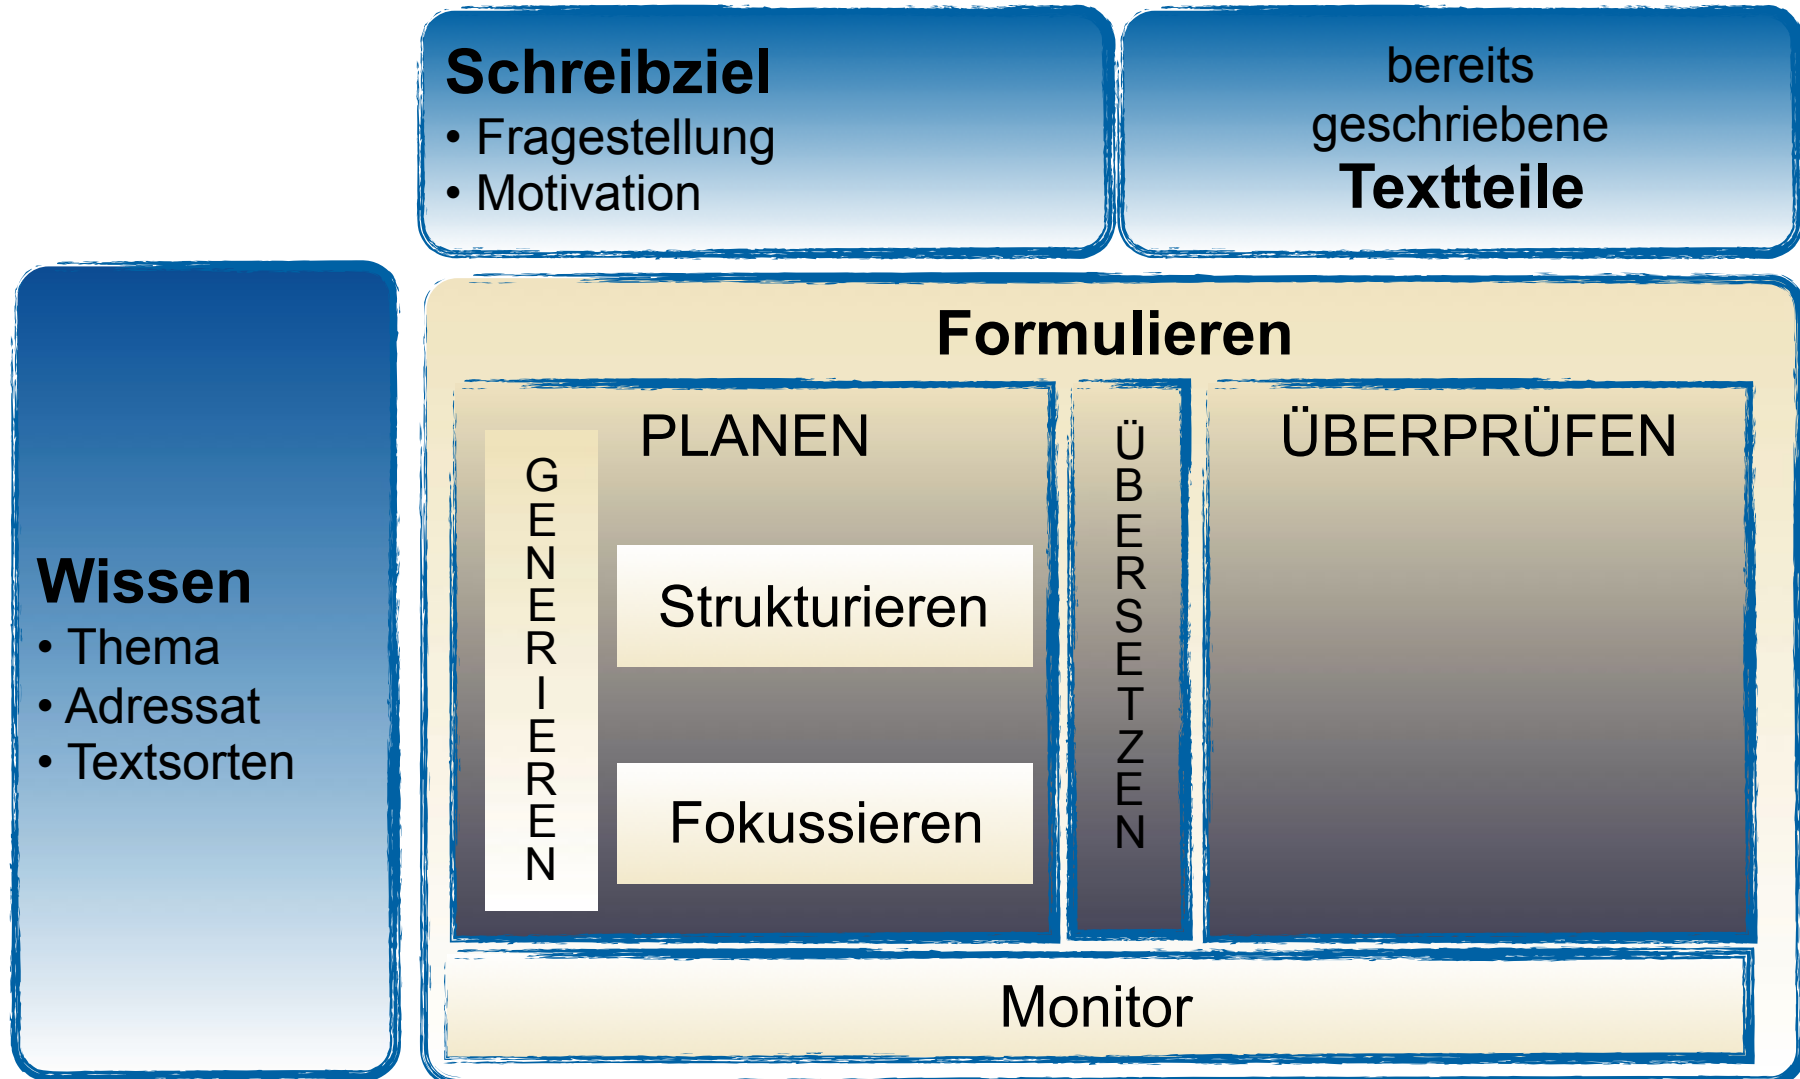 Schreibziel
• Fragestellung
• Motivation
bereits
geschriebene
Textteile
Wissen
• Thema
• Adressat
• Textsorten
Formulieren
PLANEN
GENERIEREN
Strukturieren
Fokussieren
ÜBERSETZEN
ÜBERPRÜFEN
Monitor